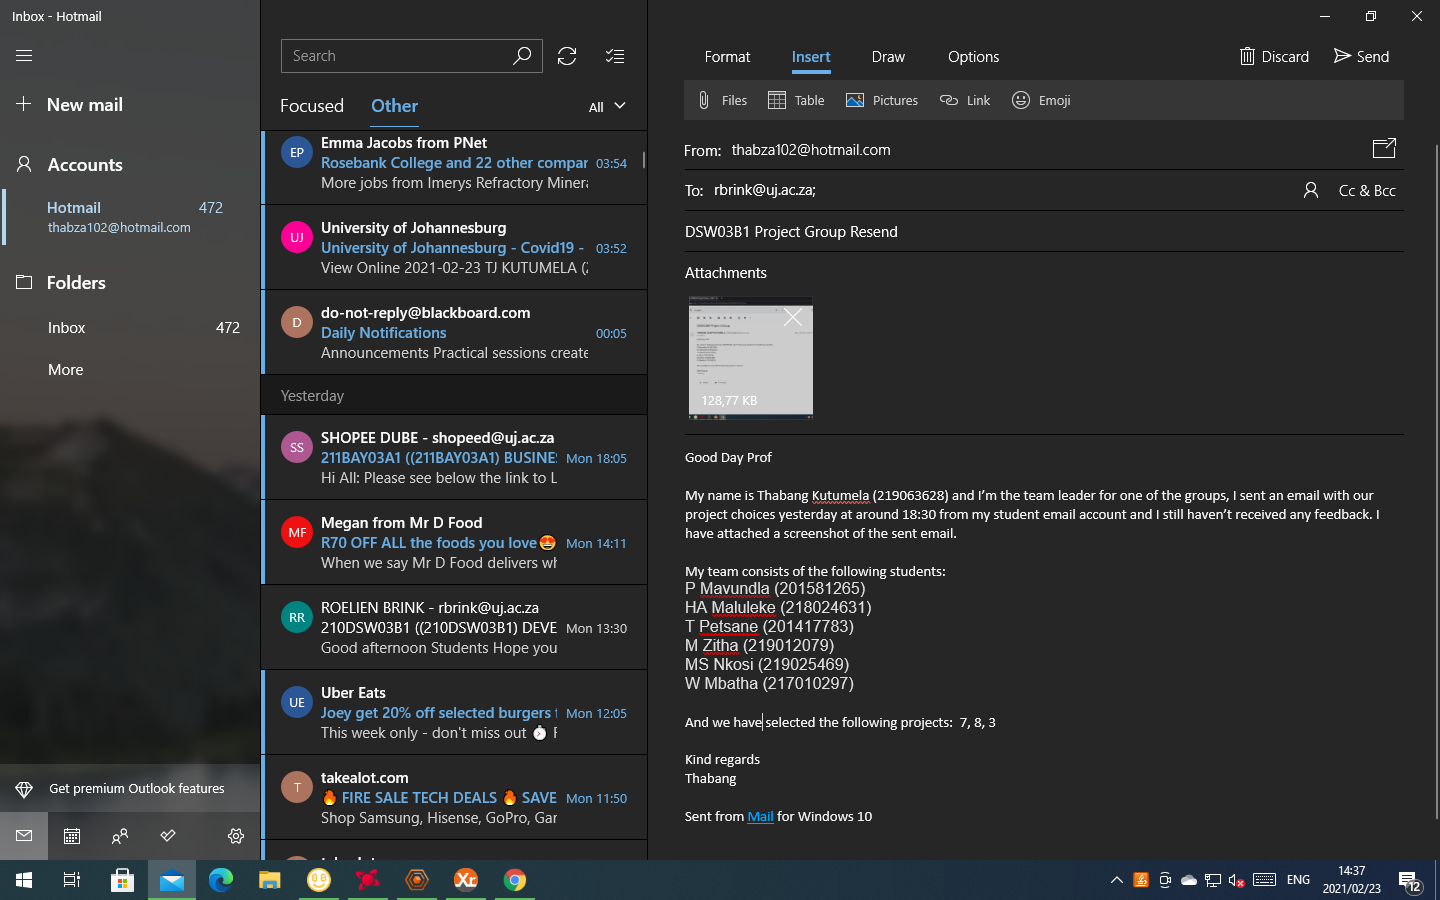 Inbox - Hotmail
New mail
Accounts
Hotmail 472
thabza102@hotmail.com
Folders
Inbox 472
More
Get premium Outlook features
Search
Focused Other All
Emma Jacobs from PNet
Rosebank College and 22 other compar 03:54
More jobs from Imerys Refractory Minera
UJ University of Johannesburg
University of Johannesburg - Covid19 - 03:52
View Online 2021-02-23 TJ KUTUMELA (2
do-not-reply@blackboard.com
Daily Notifications 00:05
Announcements Practical sessions create
Yesterday
SHOPEE DUBE - shopeed@uj.ac.za
211BAY03A1 ((211BAY03A1) BUSINES Mon 18:05
Hi All: Please see below the link to L
Megan from Mr D Food
R70 OFF ALL the foods you love😍 Mon 14:11
When we say Mr D Food delivers wh
ROELIEN BRINK - rbrink@uj.ac.za
210DSW03B1 ((210DSW03B1) DEVE Mon 13:30
Good afternoon Students Hope you
Uber Eats
Joey get 20% off selected burgers f Mon 12:05
This week only - don't miss out ⏱ F
takealot.com
🔥 FIRE SALE TECH DEALS 🔥 SAVE Mon 11:50
Shop Samsung, Hisense, GoPro, Gar
EP
D
SS
MF
RR
UE
T
Format Insert Draw Options Discard Send
Files Table Pictures Link Emoji
From: thabza102@hotmail.com
To: rbrink@uj.ac.za; Cc & Bcc
DSW03B1 Project Group Resend
Attachments
128,77 KB
Good Day Prof
My name is Thabang Kutumela (219063628) and I'm the team leader for one of the groups, I sent an email with our
project choices yesterday at around 18:30 from my student email account and I still haven't received any feedback. I
have attached a screenshot of the sent email.
My team consists of the following students:
P Mavundla (201581265)
HA Maluleke (218024631)
T Petsane (201417783)
M Zitha (219012079)
MS Nkosi (219025469)
W Mbatha (217010297)
And we have selected the following projects: 7, 8, 3
Kind regards
Thabang
Sent from Mail for Windows 10
Xr
ENG
14:37
2021/02/23
12